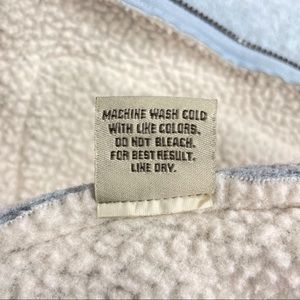 MACHINE WASH COLD
WITH LIKE COLORS.
DO NOT BLEACH.
FOR BEST RESULT.
LINE DRY.